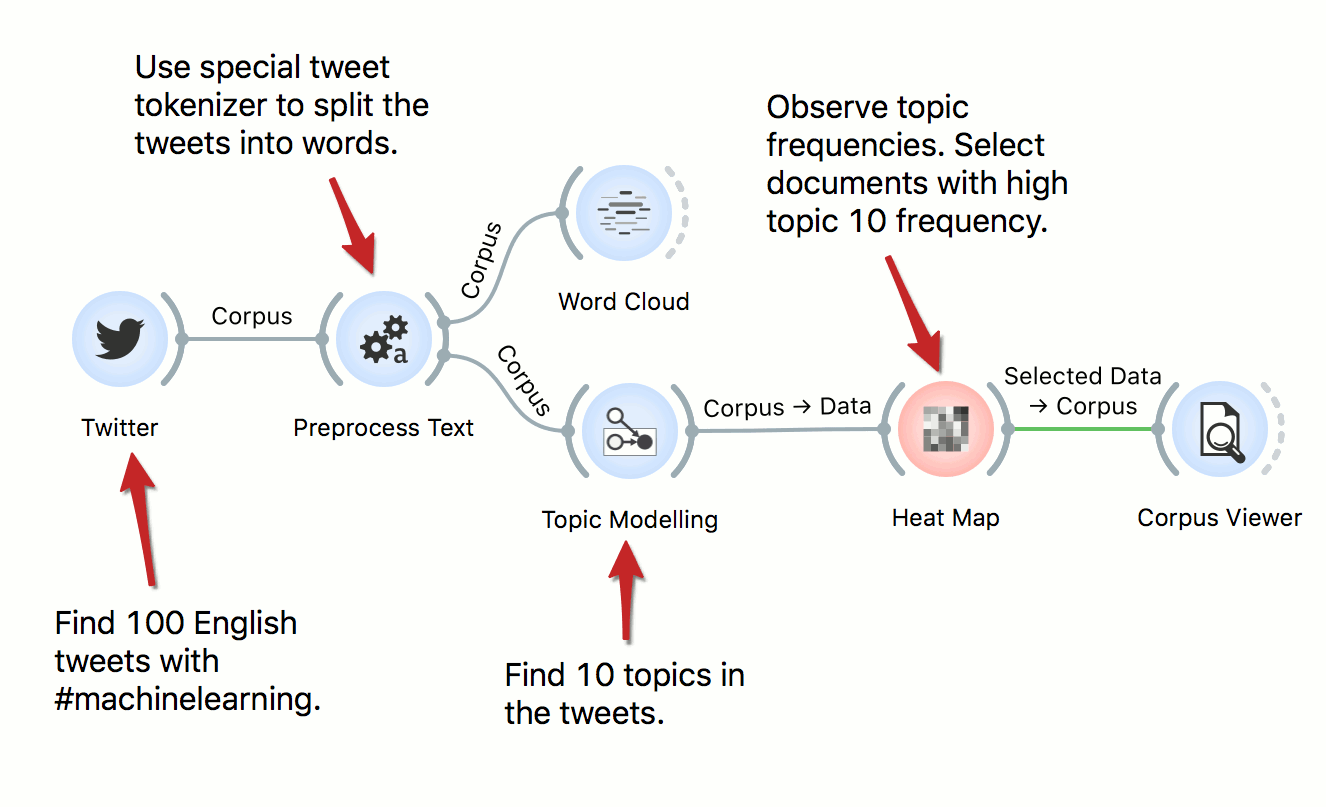 Use special tweet
tokenizer to split the
tweets into words.
Observe topic
frequencies. Select
documents with high
topic 10 frequency.
Corpus
Word Cloud
Corpus
a
Twitter
Preprocess Text
Corpus
Corpus → Data
Selected Data
→ Corpus
Topic Modelling
Heat Map
Corpus Viewer
Find 100 English
tweets with
#machinelearning.
Find 10 topics in
the tweets.